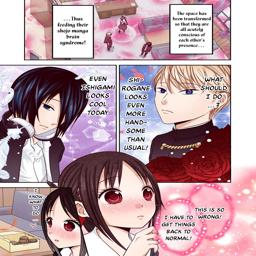 The space has
been transformed
so that they
are all acutely
conscious of
each other's
presence. . .
. . .Thus
feeding their
shojo manga
brain
syndrome!
WHAT
SHOULD
I DO
SHI-
ROGANE
LOOKS
EVEN
MORE
HAND-
SOME
THAN
USUAL!
EVEN
ISHIGAMI
LOOKS
COOL
TODAY
THIS IS SO
WRONG!
I HAVE TO
GET THINGS
BACK TO
NORMAL!
I
KNOW
WHAT